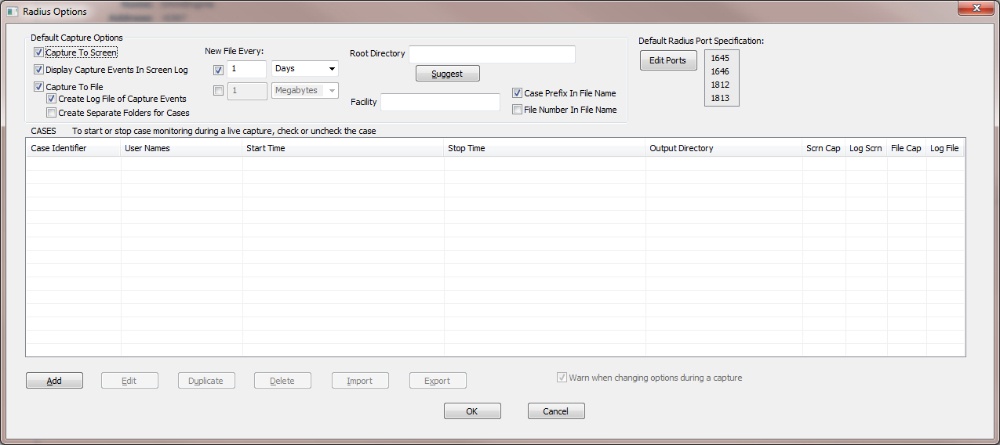 Radius Options
Default Capture Options
Capture To Screen
Display Capture Events In Screen Log
Capture To File
Create Log File of Capture Events
Create Separate Folders for Cases
New File Every:
1 Days
1 Megabytes
Root Directory
Suggest
Facility
Case Prefix In File Name
File Number In File Name
Default Radius Port Specification:
Edit Ports
1645
1646
1812
1813
CASES To start or stop case monitoring during a live capture, check or uncheck the case
Case Identifier User Names Start Time Stop Time Output Directory Scrn Cap Log Scrn File Cap Log File
Add Edit Duplicate Delete Import Export
Warn when changing options during a capture
OK Cancel